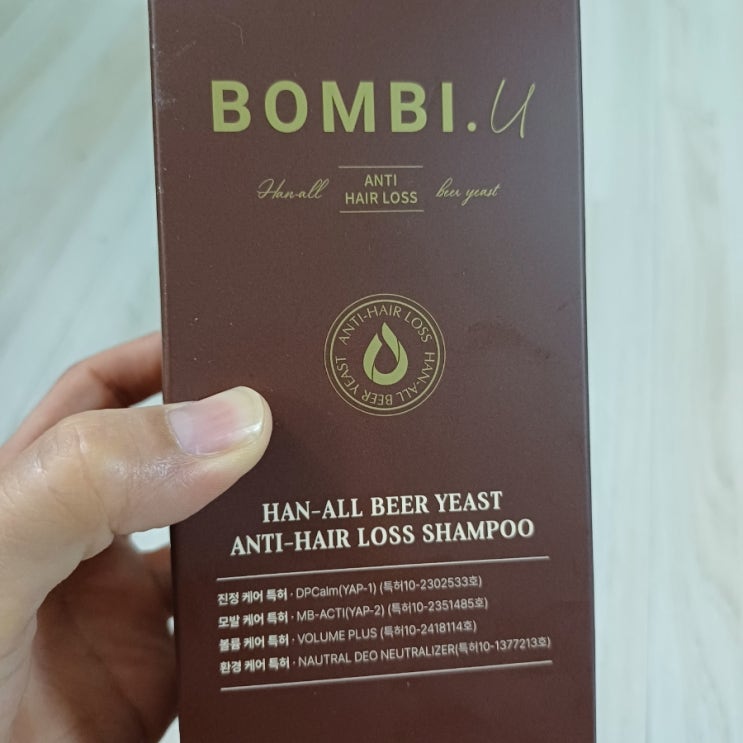 BOMBI.U
Han-all ANTI HAIR LOSS beer yeast
ANTI-HAIR LOSS HAN-ALL BEER YEAST
HAN-ALL BEER YEAST
ANTI-HAIR LOSS SHAMPOO
진정 케어 특허 · DPCalm(YAP-1) (특허10-2302533호)
모발 케어 특허 · MB-ACTI(YAP-2) (특허10-2351485호)
볼륨 케어 특허 · VOLUME PLUS (특허10-2418114호)
환경 케어 특허 · NAUTRAL DEO NEUTRALIZER(특허10-1377213호)